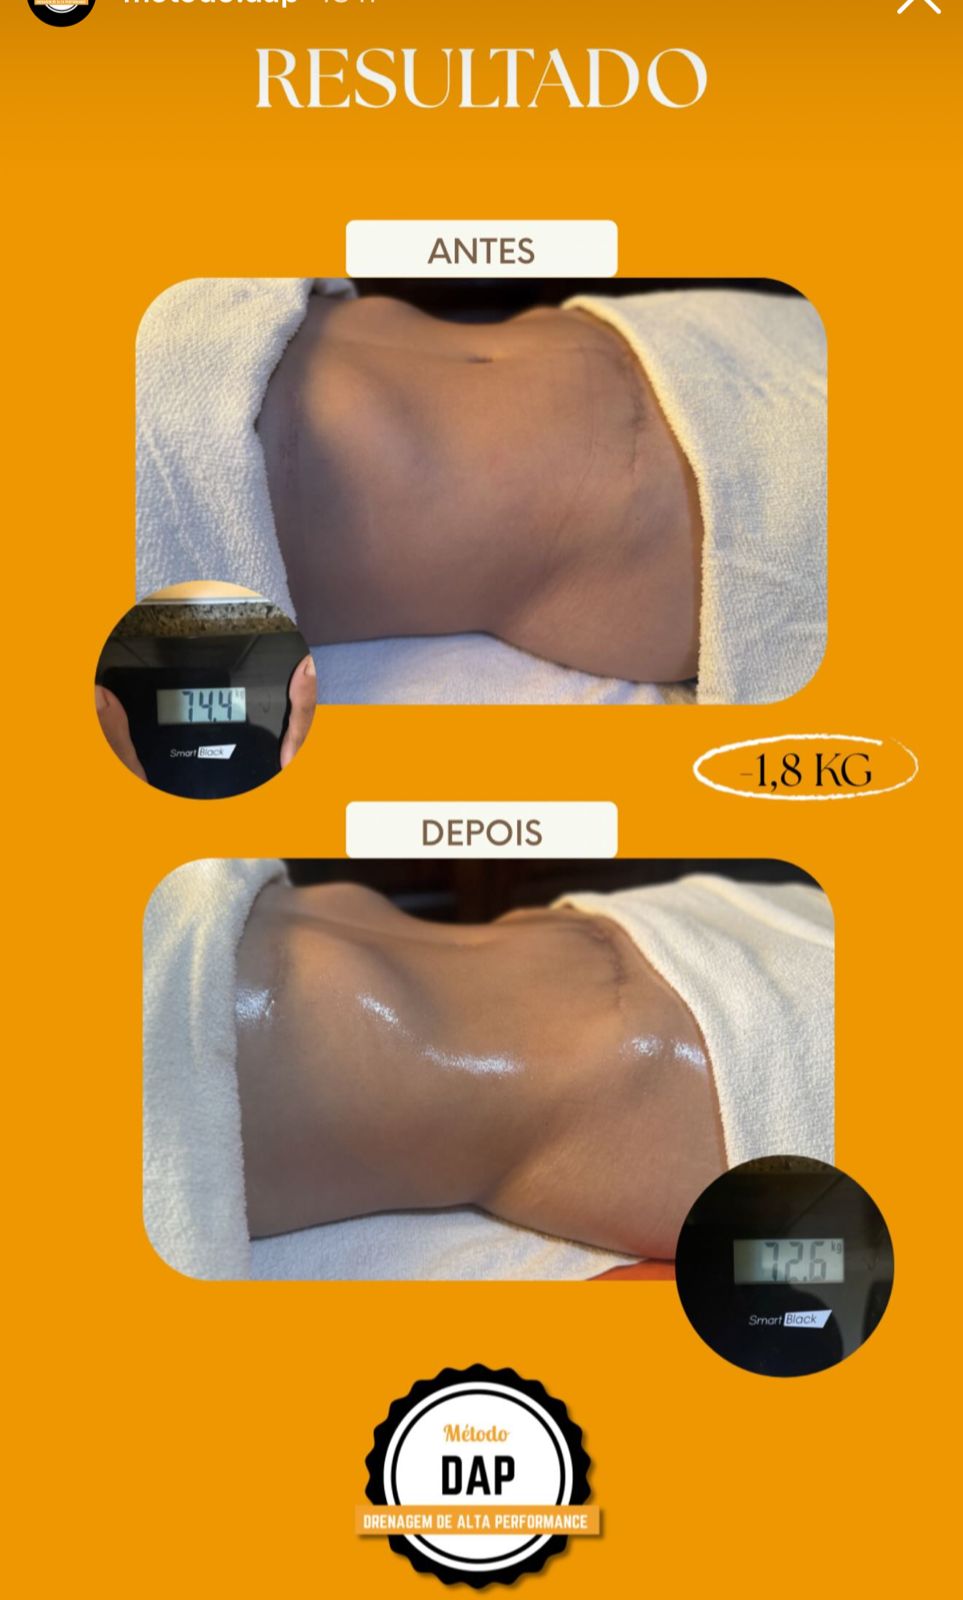 RESULTADO
ANTES
74.4
Smart Black
-1,8 KG
DEPOIS
72.6 kg
Smart Black
Método
DAP
DRENAGEM DE ALTA PERFORMANCE